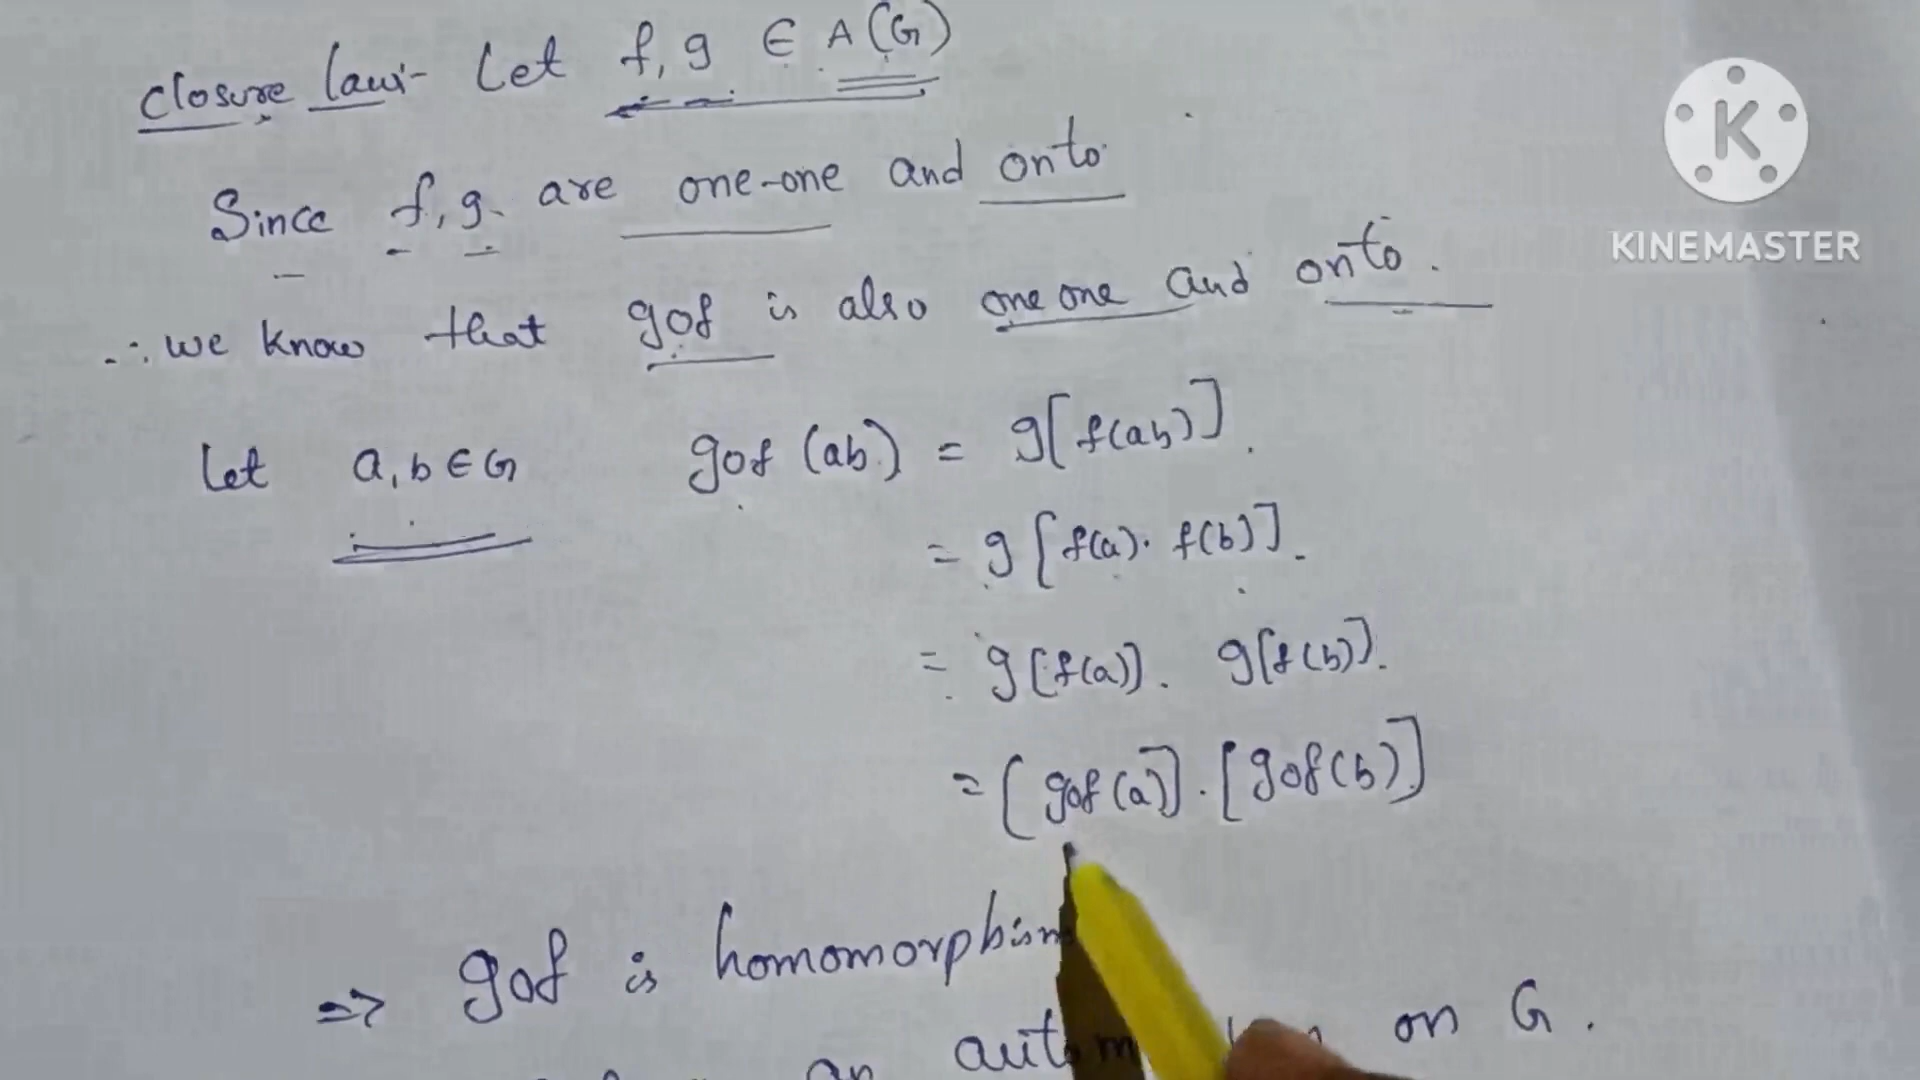 closure law:- Let f, g ∈ A(G)
Since f, g are one-one and onto
∴ we know that gof is also one one and onto.
Let a, b ∈ G gof (ab) = g[f(ab)].
= g[f(a). f(b)].
= g[f(a)]. g[f(b)].
= [gof(a)].[gof(b)]
⇒ gof is homomorphism
an on G.
K
KINEMASTER